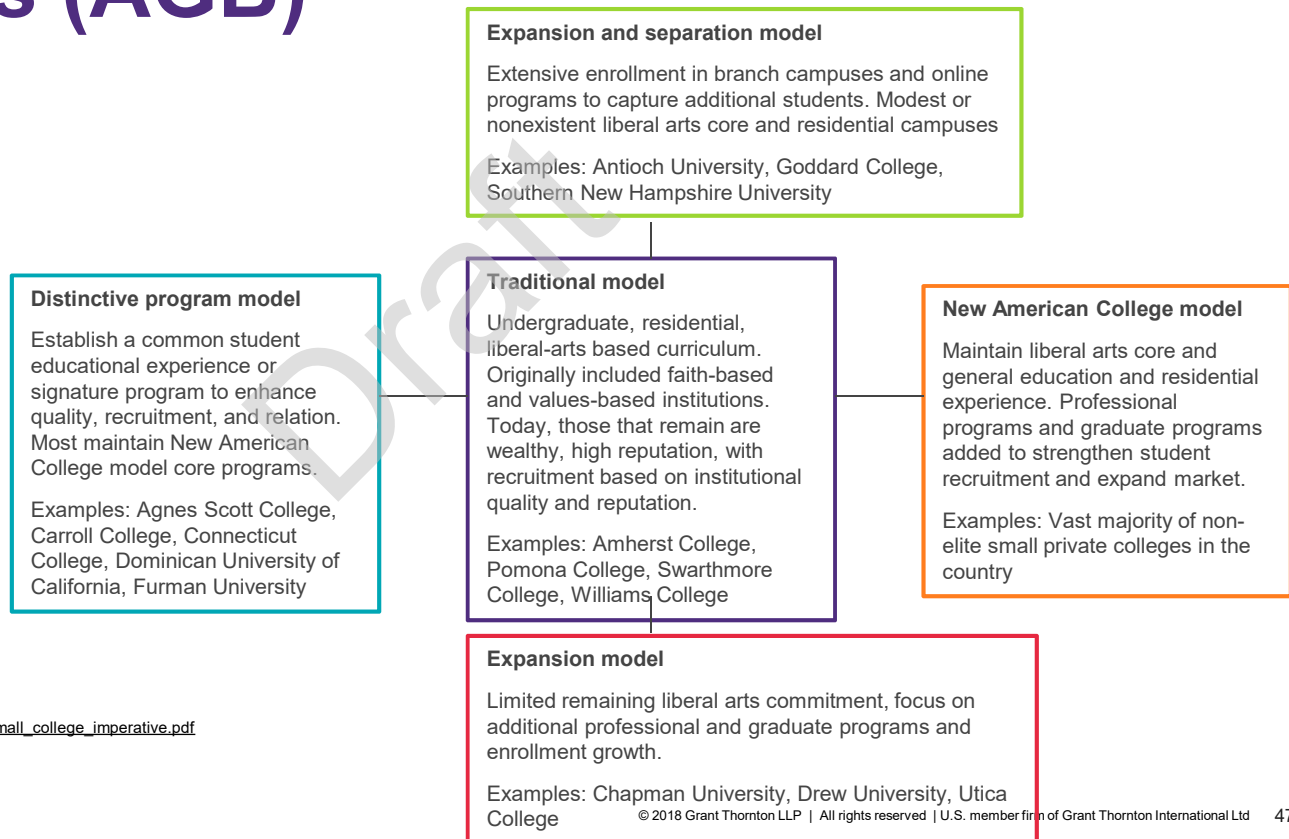 s (AGB)
Expansion and separation model
Extensive enrollment in branch campuses and online
programs to capture additional students. Modest or
nonexistent liberal arts core and residential campuses
Examples: Antioch University, Goddard College,
Southern New Hampshire University
Distinctive program model
Establish a common student
educational experience or
signature program to enhance
quality, recruitment, and relation.
Most maintain New American
College model core programs.
Examples: Agnes Scott College,
Carroll College, Connecticut
College, Dominican University of
California, Furman University
Traditional model
Undergraduate, residential,
liberal-arts based curriculum.
Originally included faith-based
and values-based institutions.
Today, those that remain are
wealthy, high reputation, with
recruitment based on institutional
quality and reputation.
Examples: Amherst College,
Pomona College, Swarthmore
College, Williams College
New American College model
Maintain liberal arts core and
general education and residential
experience. Professional
programs and graduate programs
added to strengthen student
recruitment and expand market.
Examples: Vast majority of non-
elite small private colleges in the
country
Expansion model
Limited remaining liberal arts commitment, focus on
additional professional and graduate programs and
enrollment growth.
Examples: Chapman University, Drew University, Utica
College
Draft
mall_college_imperative.pdf
© 2018 Grant Thornton LLP | All rights reserved | U.S. member firm of Grant Thornton International Ltd 47